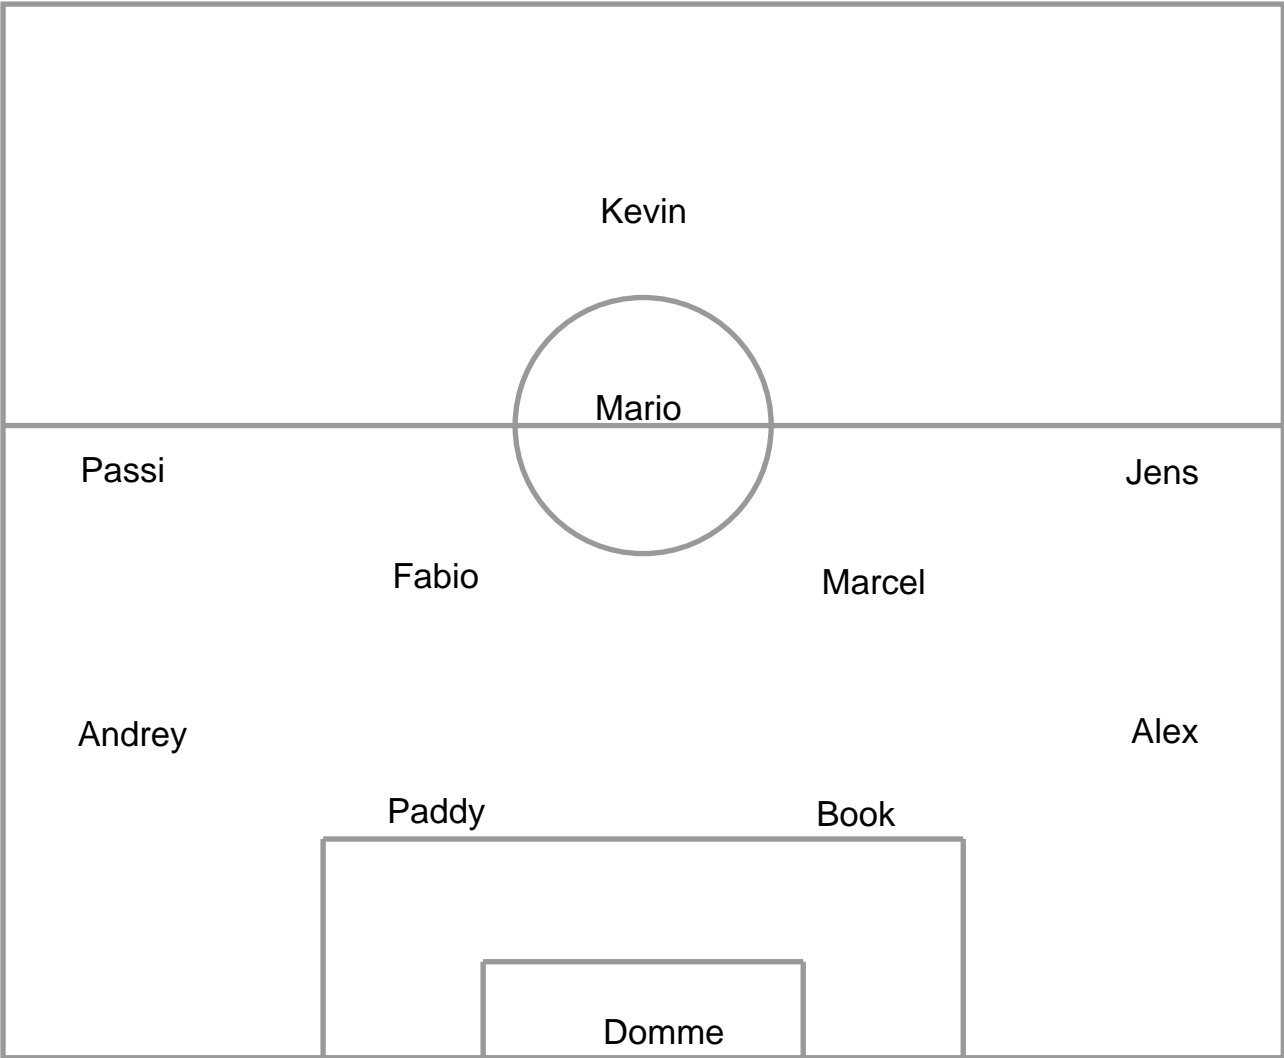 Kevin
Mario
Passi
Jens
Fabio
Marcel
Andrey
Alex
Paddy
Book
Domme